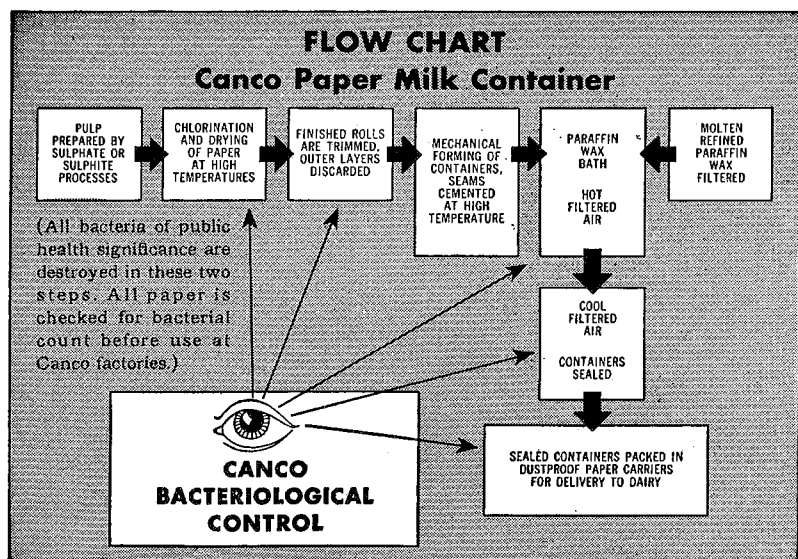 FLOW CHART
Canco Paper Milk Container
PULP
PREPARED BY
SULPHATE OR
SULPHITE
PROCESSES
CHLORINATION
AND DRYING
OF PAPER
AT HIGH
TEMPERATURES
FINISHED ROLLS
ARE TRIMMED,
OUTER LAYERS
DISCARDED
MECHANICAL
FORMING OF
CONTAINERS,
SEAMS
CEMENTED
AT HIGH
TEMPERATURE
PARAFFIN
WAX
BATH
HOT
FILTERED
AIR
MOLTEN
REFINED
PARAFFIN
WAX
FILTERED
(All bacteria of public
health significance are
destroyed in these two
steps. All paper is
checked for bacterial
count before use at
Canco factories.)
COOL
FILTERED
AIR
CONTAINERS
SEALED
CANCO
BACTERIOLOGICAL
CONTROL
SEALED CONTAINERS PACKED IN
DUSTPROOF PAPER CARRIERS
FOR DELIVERY TO DAIRY